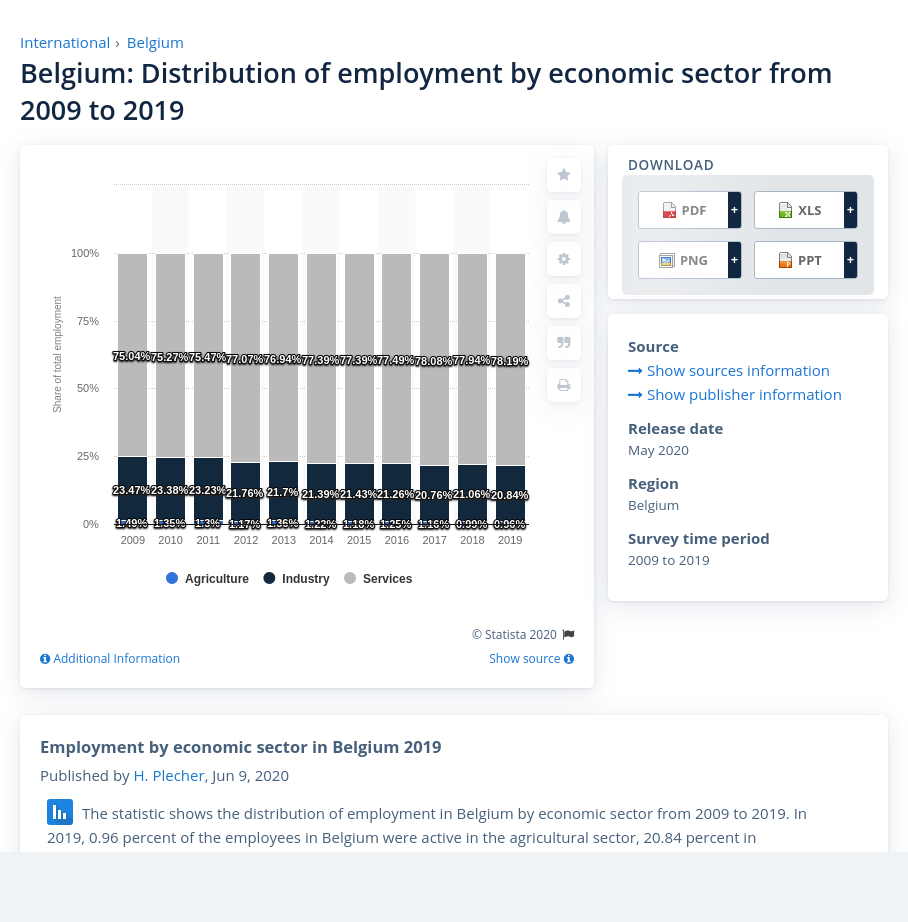 International › Belgium
Belgium: Distribution of employment by economic sector from
2009 to 2019
DOWNLOAD
PDF + XLS +
PNG + PPT +
Share of total employment
100%
75%
50%
25%
0%
75.04% 75.27% 75.47% 77.07% 76.94% 77.39% 77.39% 77.49% 78.08% 77.94% 78.19%
23.47% 23.38% 23.23% 21.76% 21.7% 21.39% 21.43% 21.26% 20.76% 21.06% 20.84%
1.49% 1.35% 1.3% 1.17% 1.36% 1.22% 1.18% 1.25% 1.16% 0.99% 0.96%
2009 2010 2011 2012 2013 2014 2015 2016 2017 2018 2019
Agriculture Industry Services
© Statista 2020
Additional Information Show source
Source
Show sources information
Show publisher information
Release date
May 2020
Region
Belgium
Survey time period
2009 to 2019
Employment by economic sector in Belgium 2019
Published by H. Plecher, Jun 9, 2020
The statistic shows the distribution of employment in Belgium by economic sector from 2009 to 2019. In
2019, 0.96 percent of the employees in Belgium were active in the agricultural sector, 20.84 percent in